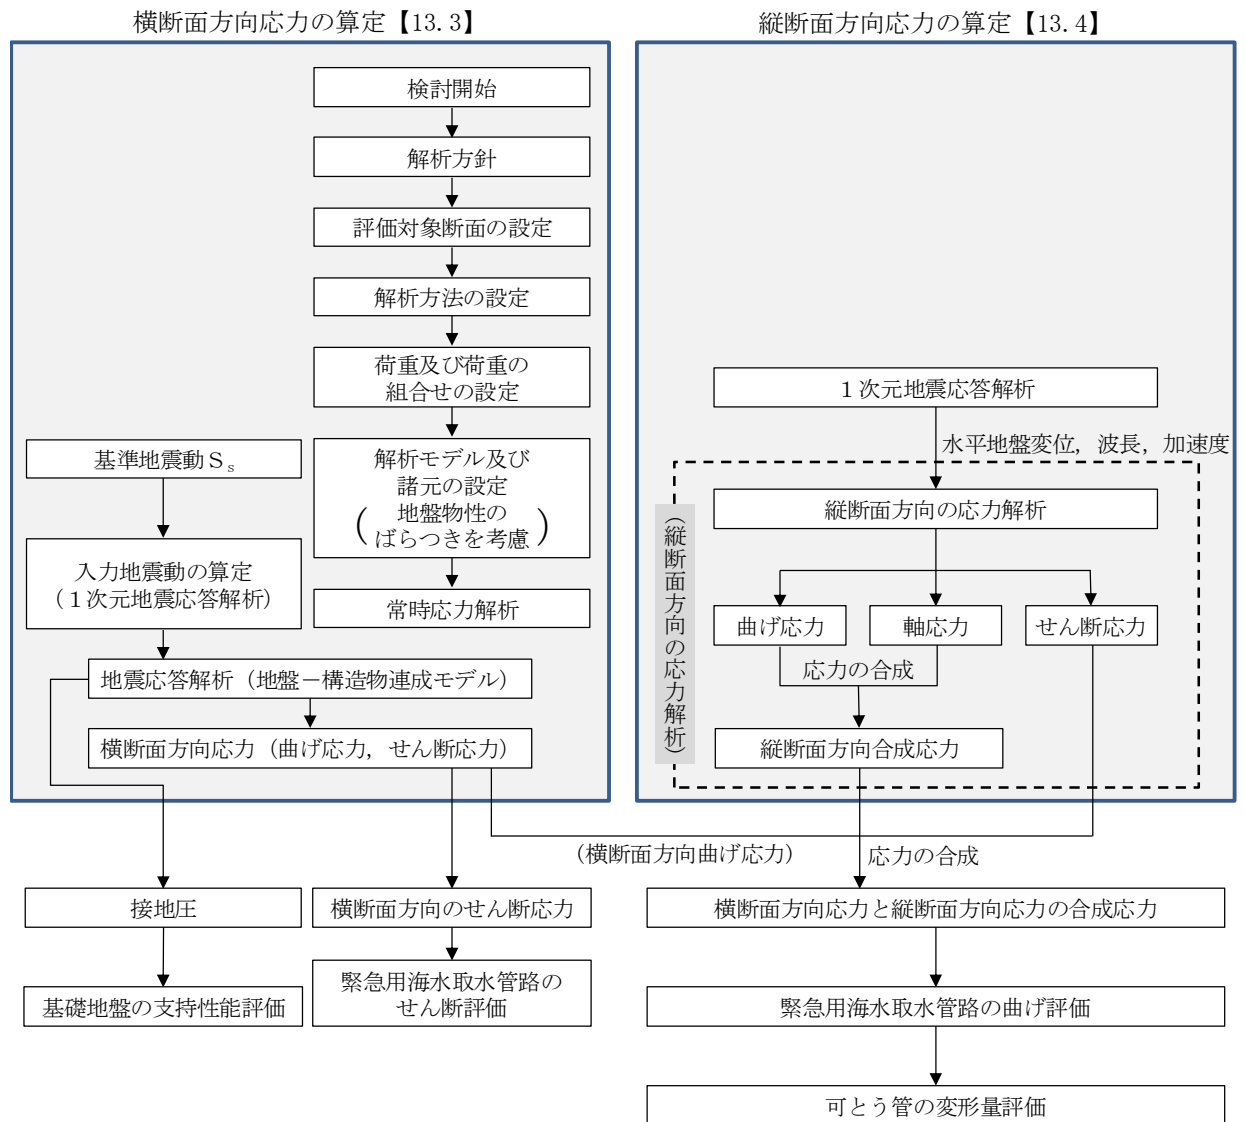 横断面方向応力の算定【13.3】
検討開始
解析方針
評価対象断面の設定
解析方法の設定
荷重及び荷重の
組合せの設定
基準地震動Ｓｓ
解析モデル及び
諸元の設定
（地盤物性の
ばらつきを考慮）
入力地震動の算定
（１次元地震応答解析）
常時応力解析
地震応答解析（地盤－構造物連成モデル）
横断面方向応力（曲げ応力，せん断応力）
縦断面方向応力の算定【13.4】
１次元地震応答解析
水平地盤変位，波長，加速度
（縦断面方向の応力解析）
縦断面方向の応力解析
曲げ応力
軸応力
せん断応力
応力の合成
縦断面方向合成応力
（横断面方向曲げ応力）
応力の合成
接地圧
横断面方向のせん断応力
横断面方向応力と縦断面方向応力の合成応力
基礎地盤の支持性能評価
緊急用海水取水管路の
せん断評価
緊急用海水取水管路の曲げ評価
可とう管の変形量評価